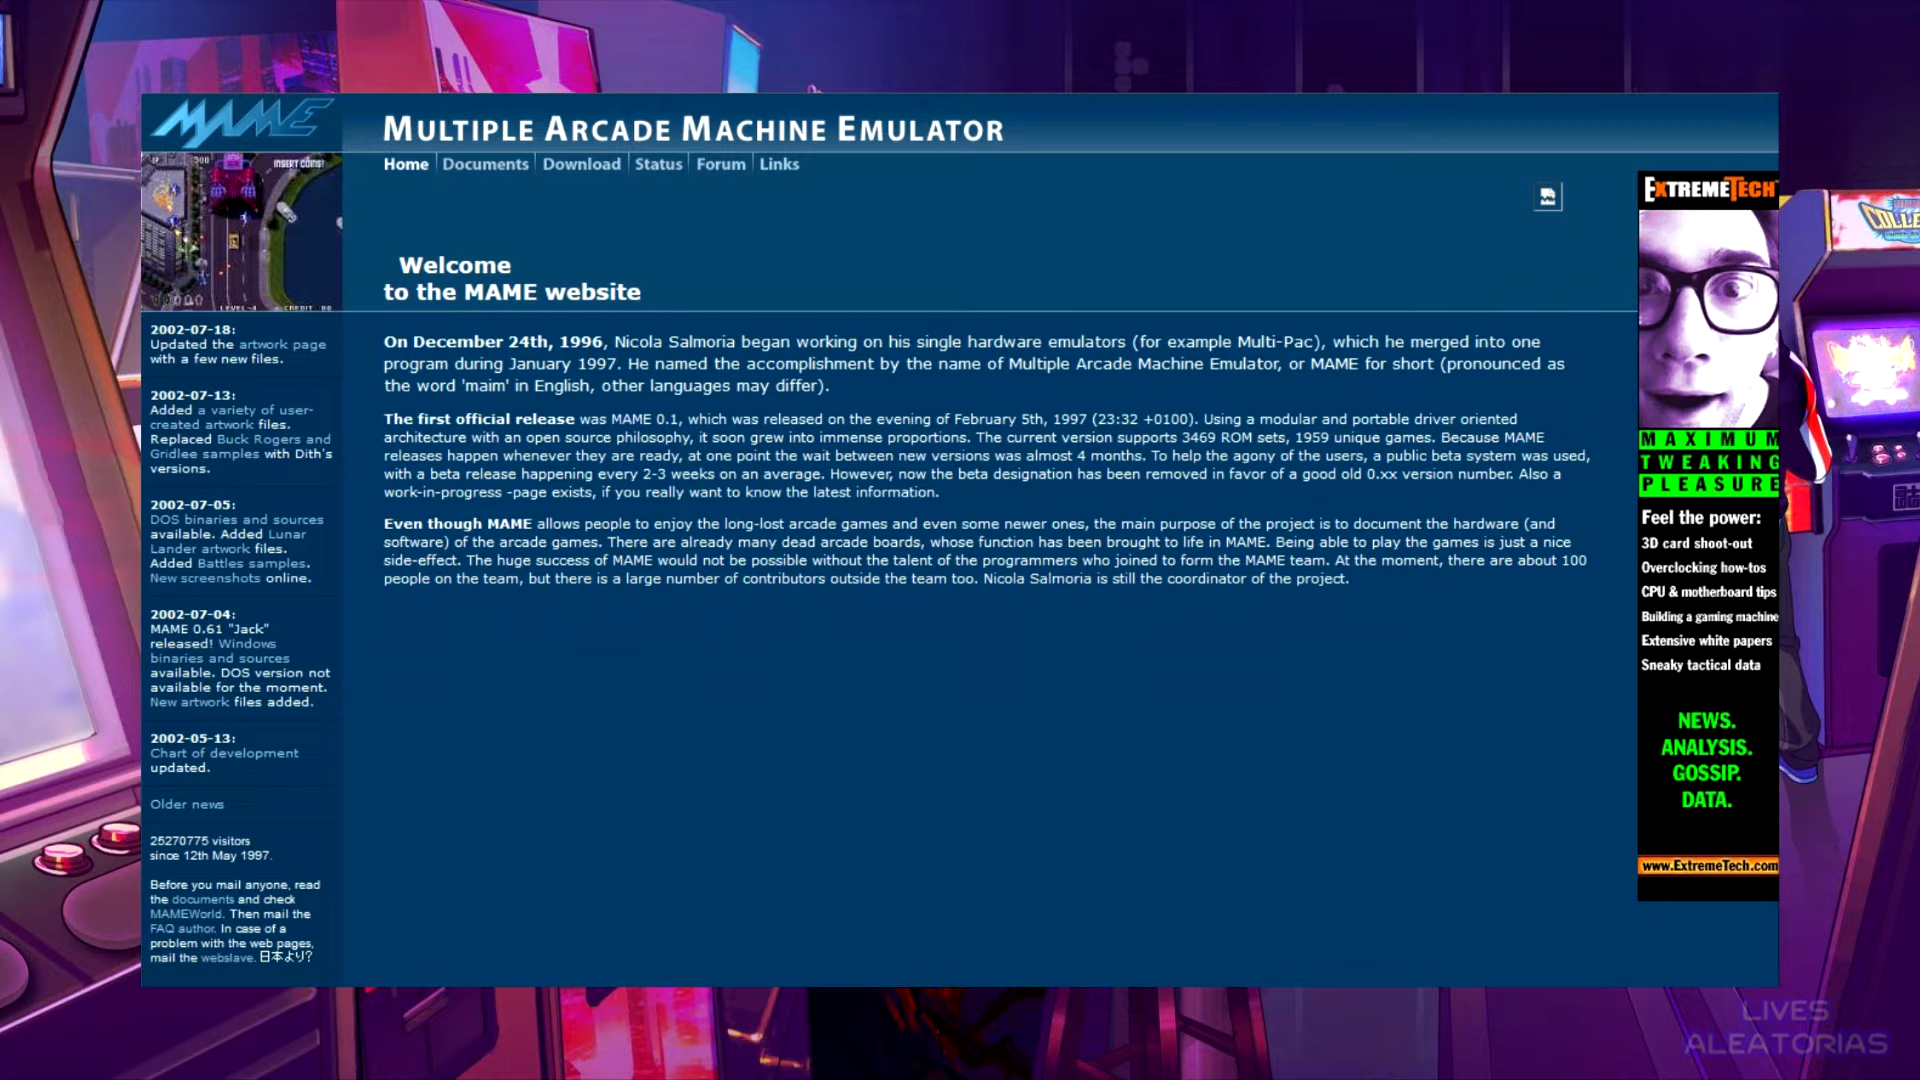 MAME
MULTIPLE ARCADE MACHINE EMULATOR
Home
Documents
Download
Status
Forum
Links
INSERT COINS!
Welcome
to the MAME website
On December 24th, 1996, Nicola Salmoria began working on his single hardware emulators (for example Multi-Pac), which he merged into one
program during January 1997. He named the accomplishment by the name of Multiple Arcade Machine Emulator, or MAME for short (pronounced as
the word 'maim' in English, other languages may differ).
The first official release was MAME 0.1, which was released on the evening of February 5th, 1997 (23:32 +0100). Using a modular and portable driver oriented
architecture with an open source philosophy, it soon grew into immense proportions. The current version supports 3469 ROM sets, 1959 unique games. Because MAME
releases happen whenever they are ready, at one point the wait between new versions was almost 4 months. To help the agony of the users, a public beta system was used,
with a beta release happening every 2-3 weeks on an average. However, now the beta designation has been removed in favor of a good old 0.xx version number. Also a
work-in-progress -page exists, if you really want to know the latest information.
Even though MAME allows people to enjoy the long-lost arcade games and even some newer ones, the main purpose of the project is to document the hardware (and
software) of the arcade games. There are already many dead arcade boards, whose function has been brought to life in MAME. Being able to play the games is just a nice
side-effect. The huge success of MAME would not be possible without the talent of the programmers who joined to form the MAME team. At the moment, there are about 100
people on the team, but there is a large number of contributors outside the team too. Nicola Salmoria is still the coordinator of the project.
2002-07-18:
Updated the artwork page
with a few new files.
2002-07-13:
Added a variety of user-
created artwork files.
Replaced Buck Rogers and
Gridlee samples with Dith's
versions.
2002-07-05:
DOS binaries and sources
available. Added Lunar
Lander artwork files.
Added Battles samples.
New screenshots online.
2002-07-04:
MAME 0.61 "Jack"
released! Windows
binaries and sources
available. DOS version not
available for the moment.
New artwork files added.
2002-05-13:
Chart of development
updated.
Older news
25270775 visitors
since 12th May 1997.
Before you mail anyone, read
the documents and check
MAMEWorld. Then mail the
FAQ author. In case of a
problem with the web pages,
mail the webslave. 日本より?
EXTREMETECH
MAXIMUM
TWEAKING
PLEASURE
Feel the power:
3D card shoot-out
Overclocking how-tos
CPU & motherboard tips
Building a gaming machine
Extensive white papers
Sneaky tactical data
NEWS.
ANALYSIS.
GOSSIP.
DATA.
www.ExtremeTech.com
LIVES
ALEATORIAS